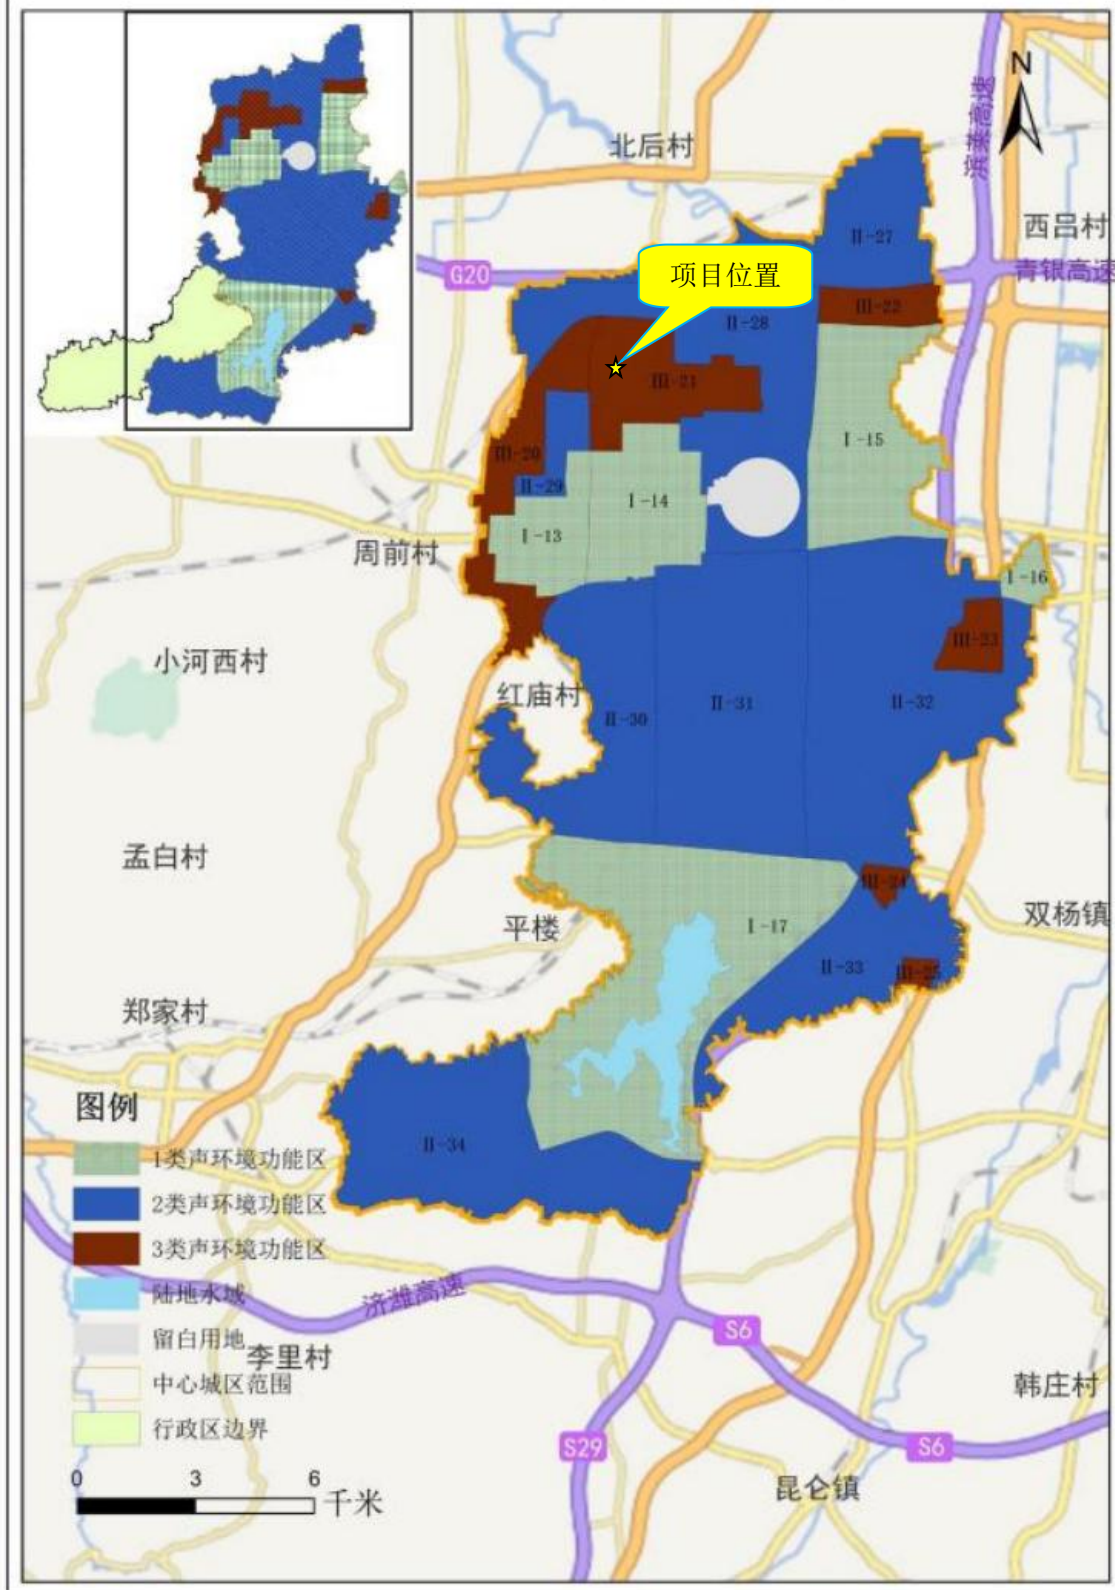 N
滨莱高速
北后村
西吕村
II-27
青银高速
G20
项目位置
III-22
II-28
III-21
I-15
III-20
II-29
I-14
I-13
周前村
I-16
III-23
小河西村
红庙村
II-30
II-31
II-32
孟白村
III-24
双杨镇
平楼
I-17
II-33
III-25
郑家村
II-34
图例
1类声环境功能区
2类声环境功能区
3类声环境功能区
陆地水域
留白用地
中心城区范围
行政区边界
济潍高速
李里村
S6
韩庄村
S29
S6
昆仑镇
0 3 6
千米